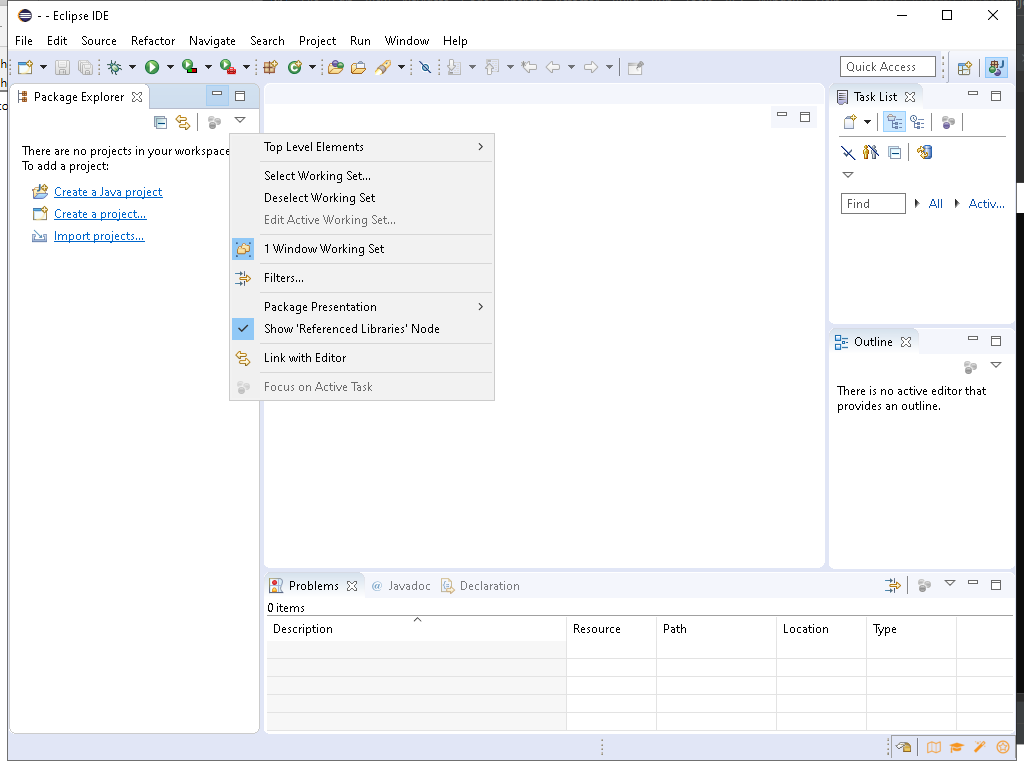 - - Eclipse IDE
File Edit Source Refactor Navigate Search Project Run Window Help
Quick Access
Package Explorer
Task List
There are no projects in your workspace
To add a project:
Create a Java project
Create a project...
Import projects...
Top Level Elements
Select Working Set...
Deselect Working Set
Edit Active Working Set...
1 Window Working Set
Filters...
Package Presentation
Show 'Referenced Libraries' Node
Link with Editor
Focus on Active Task
Find All Activ...
Outline
There is no active editor that
provides an outline.
Problems @ Javadoc Declaration
0 items
Description Resource Path Location Type